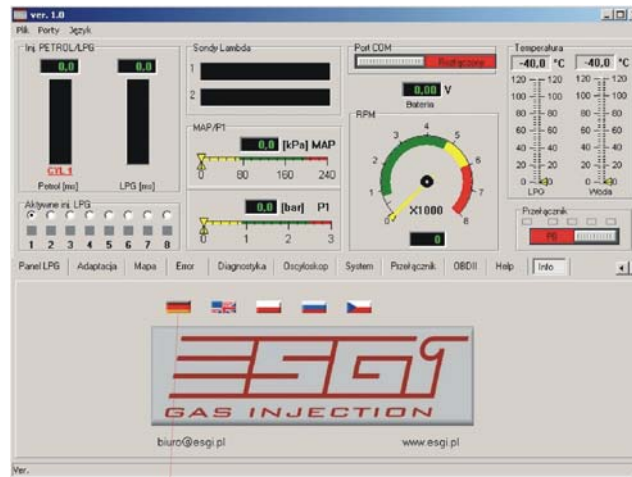 ver. 1.0
Plik Porty Język
Inj. PETROL/LPG
0,0 0,0
CYL 1
Petrol [ms] LPG [ms]
Aktywne inj. LPG
1 2 3 4 5 6 7 8
Sondy Lambda
1
2
MAP/P1
0,0 [kPa] MAP
0 80 160 240
0,0 [bar] P1
0 1 2 3
Port COM
Rozłączony
0,00 V
Bateria
RPM
0 1 2 3 4 5 6 7 8
X1000
0
Temperatura
-40,0 °C -40,0 °C
120 120 120 120
100 100 100 100
80 80 80 80
60 60 60 60
40 40 40 40
20 20 20 20
0 0 0 0
LPG Woda
Przełącznik
PB
Panel LPG Adaptacja Mapa Error Diagnostyka Oscyloskop System Przełącznik OBDII Help Info
ESGI
GAS INJECTION
biuro@esgi.pl www.esgi.pl
Ver.